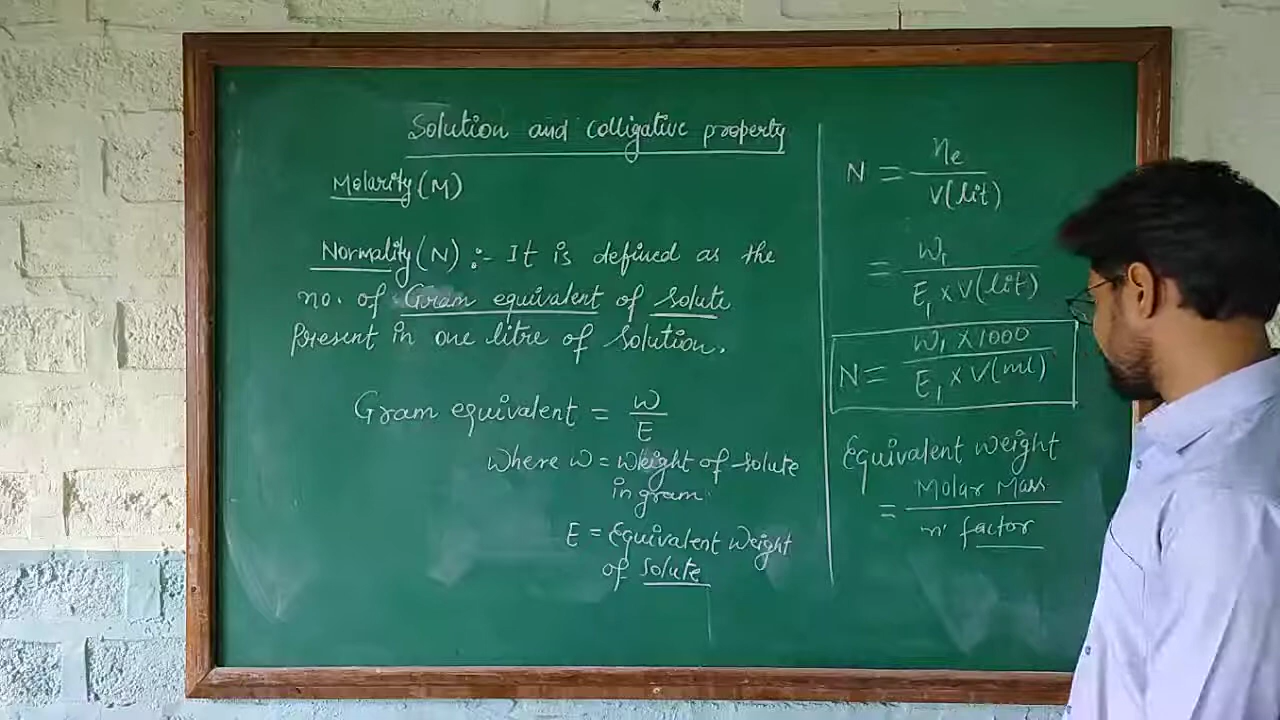 Solution and colligative property
Molarity (M)
Normality (N) :- It is defined as the
no. of Gram equivalent of solute
Present in one litre of solution.
Gram equivalent = w/E
where w = weight of solute
in gram.
E = Equivalent weight
of solute
N = ne/V(lit)
= w1/E1 x V(lit)
N = w1 x 1000/E1 x V(ml)
Equivalent weight
= Molar Mass/n' factor